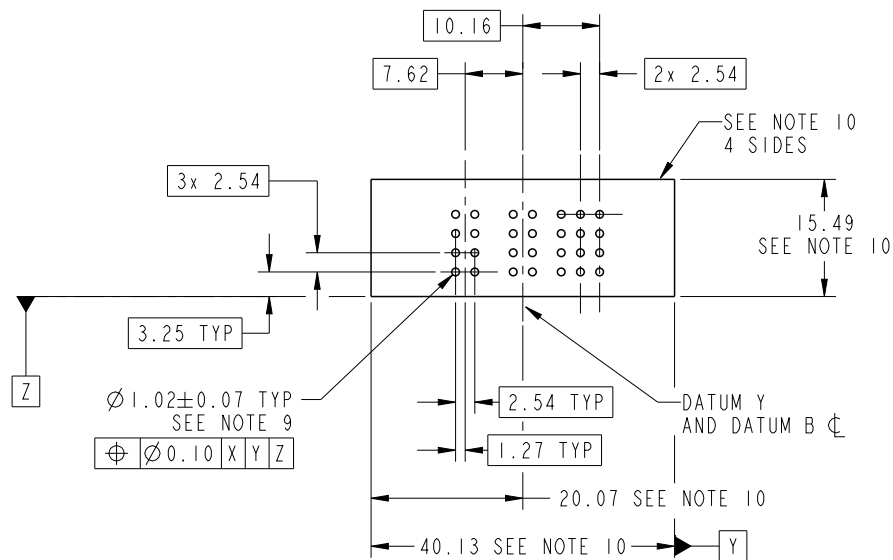 10.16
7.62
2x 2.54
SEE NOTE 10
4 SIDES
3x 2.54
15.49
SEE NOTE 10
3.25 TYP
Z
Ø1.02±0.07 TYP
SEE NOTE 9
⌖ Ø0.10 X Y Z
2.54 TYP
1.27 TYP
DATUM Y
AND DATUM B ℄
20.07 SEE NOTE 10
40.13 SEE NOTE 10
Y